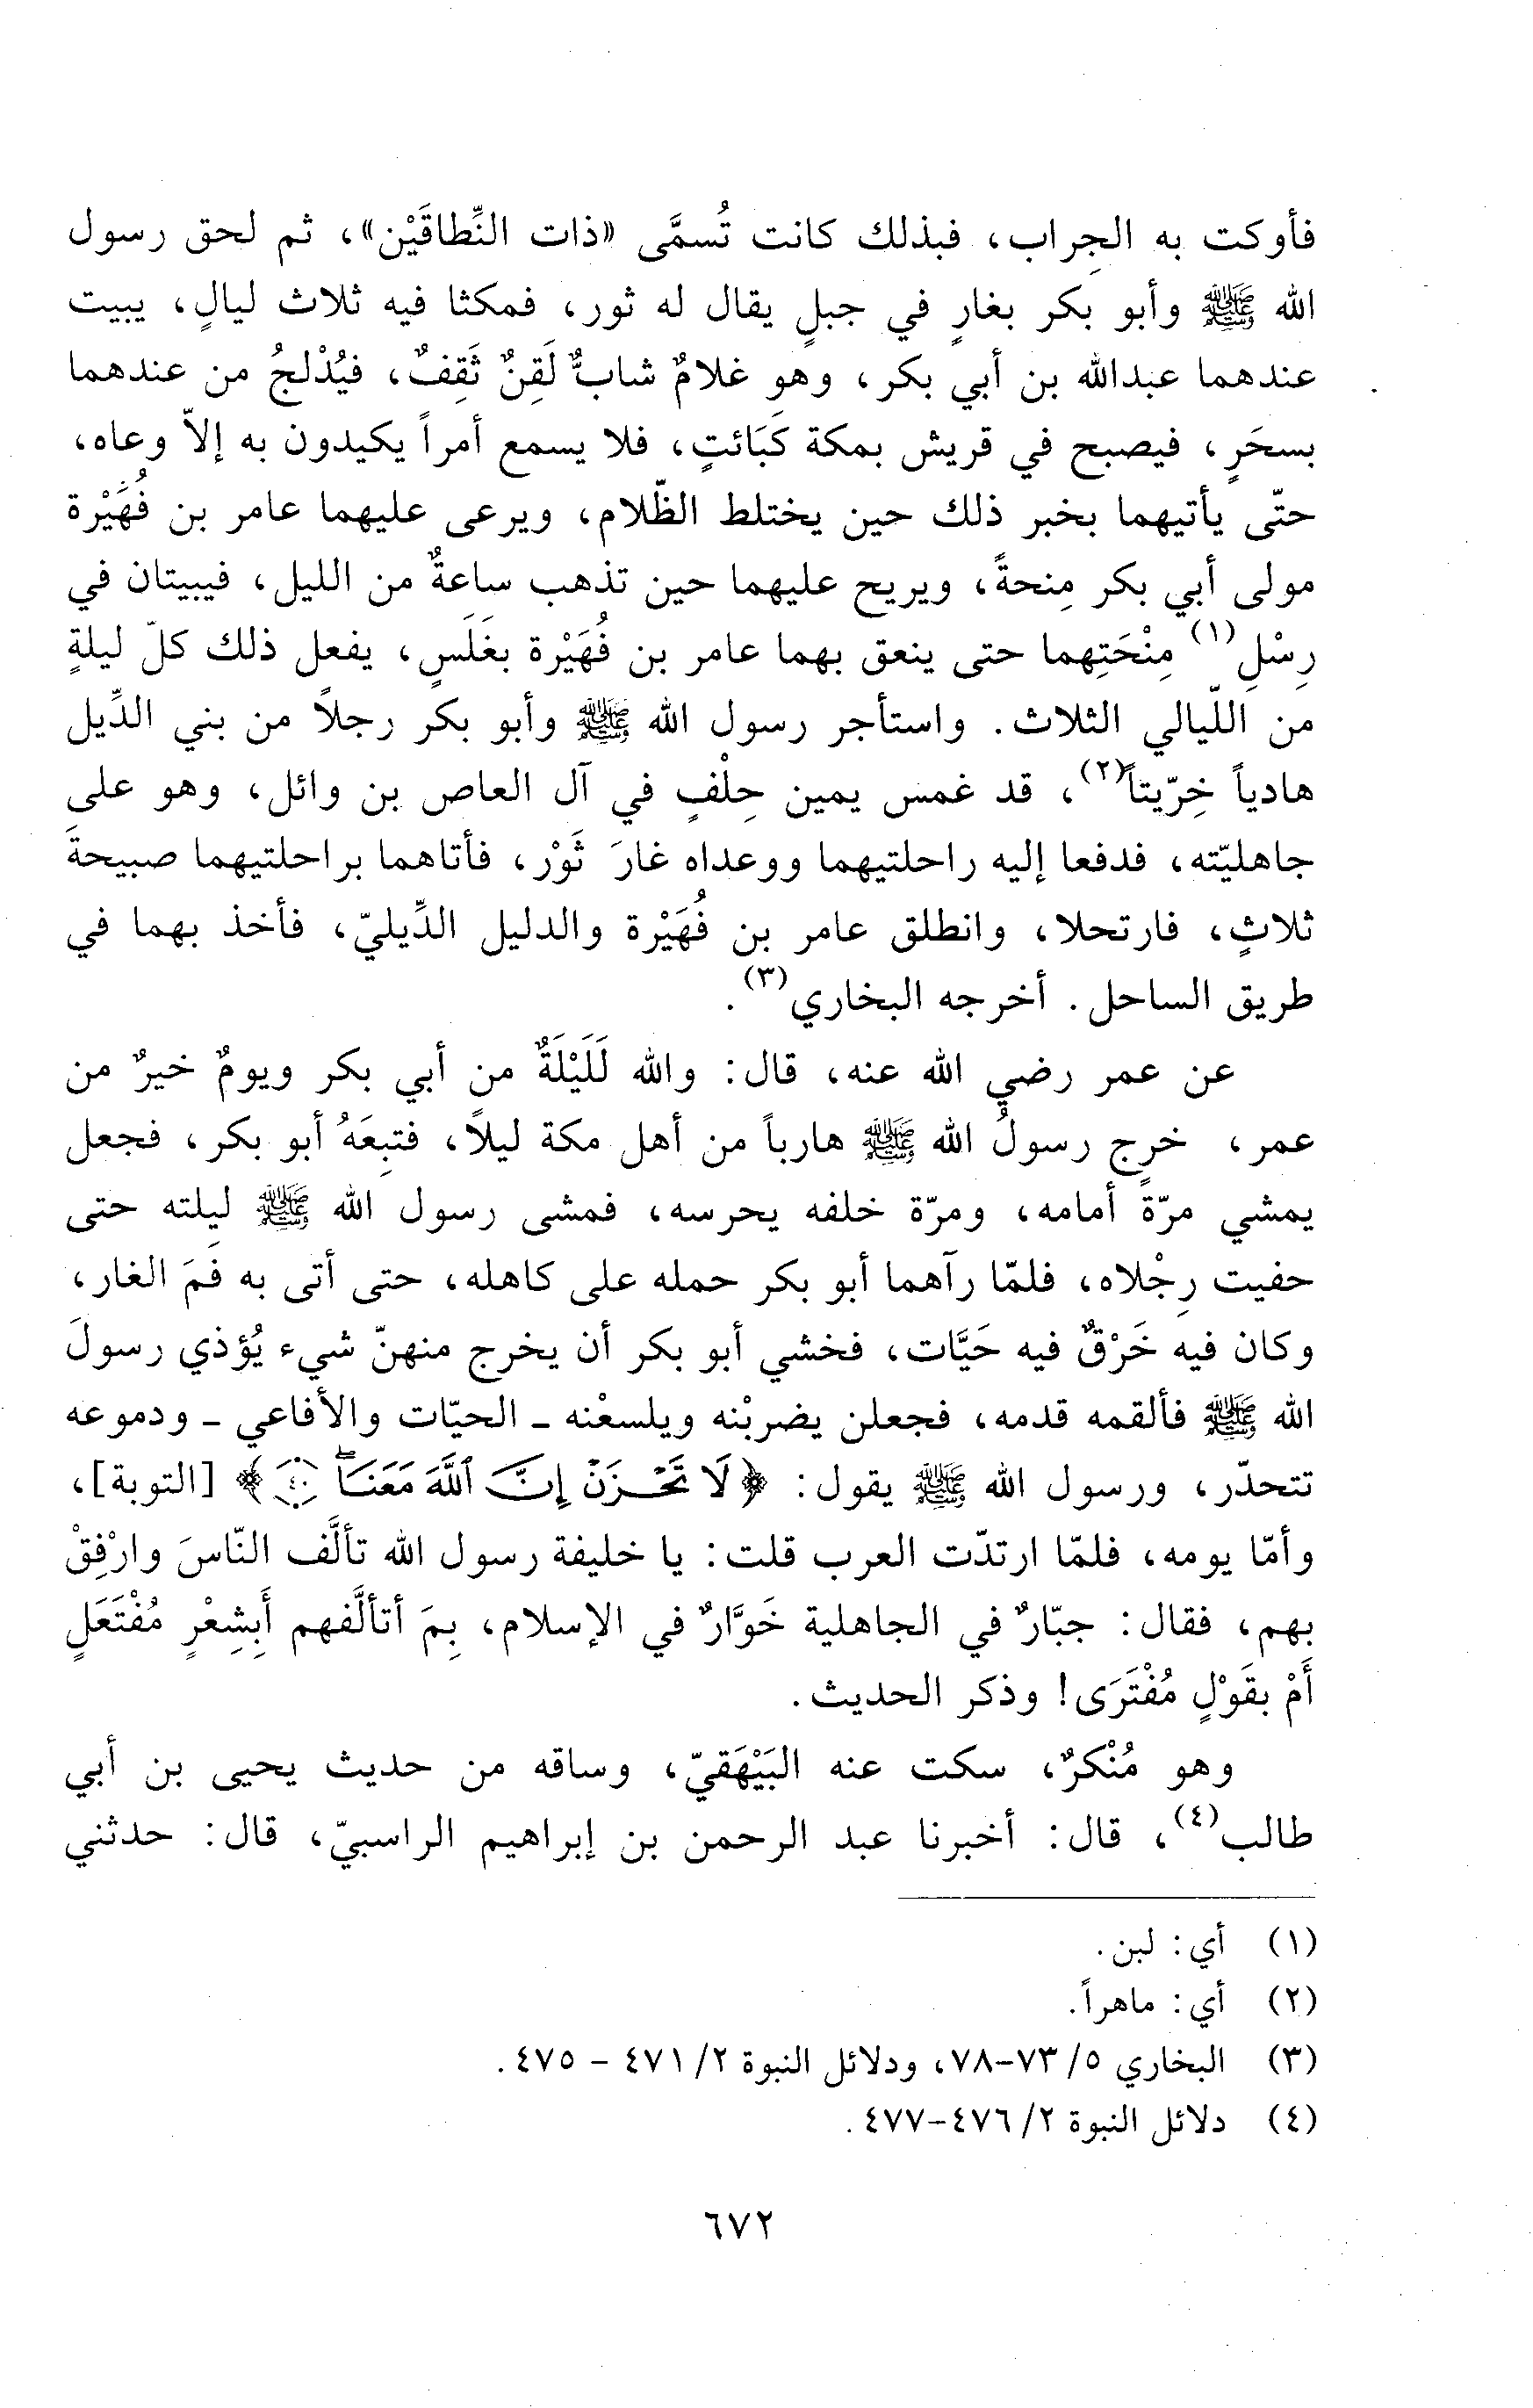 فأوكت به الجِراب، فبذلك كانت تُسمَّى «ذات النِّطاقَيْن»، ثم لحق رسول
الله ﷺ وأبو بكر بغارٍ في جبلٍ يقال له ثور، فمكثا فيه ثلاث ليالٍ، يبيت
عندهما عبدالله بن أبي بكر، وهو غلامٌ شابٌّ لَقِنٌ ثَقِفٌ، فيُدْلجُ من عندهما
بسحَرٍ، فيصبح في قريش بمكة كَبَائتٍ، فلا يسمع أمراً يكيدون به إلاّ وعاه،
حتّى يأتيهما بخبر ذلك حين يختلط الظّلام، ويرعى عليهما عامر بن فُهَيْرة
مولى أبي بكر مِنحةً، ويريح عليهما حين تذهب ساعةٌ من الليل، فيبيتان في
رِسْلِ(١) مِنْحَتِهما حتى ينعق بهما عامر بن فُهَيْرة بغَلَسٍ، يفعل ذلك كلّ ليلةٍ
من اللّيالي الثلاث. واستأجر رسول الله ﷺ وأبو بكر رجلاً من بني الدِّيل
هادياً خِرّيتاً(٢)، قد غمس يمين حِلْفٍ في آل العاص بن وائل، وهو على
جاهليّته، فدفعا إليه راحلتيهما ووعداه غارَ ثَوْر، فأتاهما براحلتيهما صبيحةَ
ثلاثٍ، فارتحلا، وانطلق عامر بن فُهَيْرة والدليل الدِّيليّ، فأخذ بهما في
طريق الساحل. أخرجه البخاري(٣).
عن عمر رضي الله عنه، قال: والله لَلَيْلَةٌ من أبي بكر ويومٌ خيرٌ من
عمر، خرج رسولُ الله ﷺ هارباً من أهل مكة ليلاً، فتبِعَهُ أبو بكر، فجعل
يمشي مرّةً أمامه، ومرّة خلفه يحرسه، فمشى رسول الله ﷺ ليلته حتى
حفيت رِجْلاه، فلمّا رآهما أبو بكر حمله على كاهله، حتى أتى به فَمَ الغار،
وكان فيه خَرْقٌ فيه حَيَّات، فخشي أبو بكر أن يخرج منهنّ شيء يُؤذي رسولَ
الله ﷺ فألقمه قدمه، فجعلن يضربْنه ويلسعْنه ـ الحيّات والأفاعي ـ ودموعه
تتحدّر، ورسول الله ﷺ يقول: ﴿لَا تَحْزَنْ إِنَّ ٱللَّهَ مَعَنَاۖ ٤٠﴾ [التوبة]،
وأمّا يومه، فلمّا ارتدّت العرب قلت: يا خليفة رسول الله تألَّف النّاسَ وارْفِقْ
بهم، فقال: جبّارٌ في الجاهلية خَوَّارٌ في الإسلام، بِمَ أتألَّفهم أَبِشِعْرٍ مُفْتَعَلٍ
أَمْ بقَوْلٍ مُفْتَرَى! وذكر الحديث.
وهو مُنْكرٌ، سكت عنه البَيْهَقيّ، وساقه من حديث يحيى بن أبي
طالب(٤)، قال: أخبرنا عبد الرحمن بن إبراهيم الراسبيّ، قال: حدثني
(١) أي: لبن.
(٢) أي: ماهراً.
(٣) البخاري ٥/ ٧٣-٧٨، ودلائل النبوة ٢/ ٤٧١ - ٤٧٥.
(٤) دلائل النبوة ٢/ ٤٧٦-٤٧٧.
٦٧٢